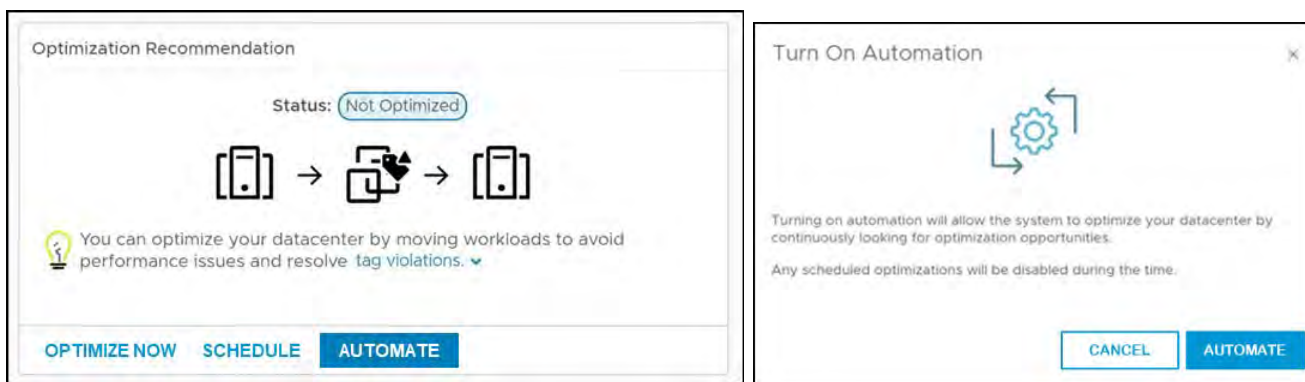 Optimization Recommendation
Status: Not Optimized
You can optimize your datacenter by moving workloads to avoid
performance issues and resolve tag violations.
OPTIMIZE NOW SCHEDULE AUTOMATE
Turn On Automation
Turning on automation will allow the system to optimize your datacenter by
continuously looking for optimization opportunities.
Any scheduled optimizations will be disabled during the time.
CANCEL AUTOMATE